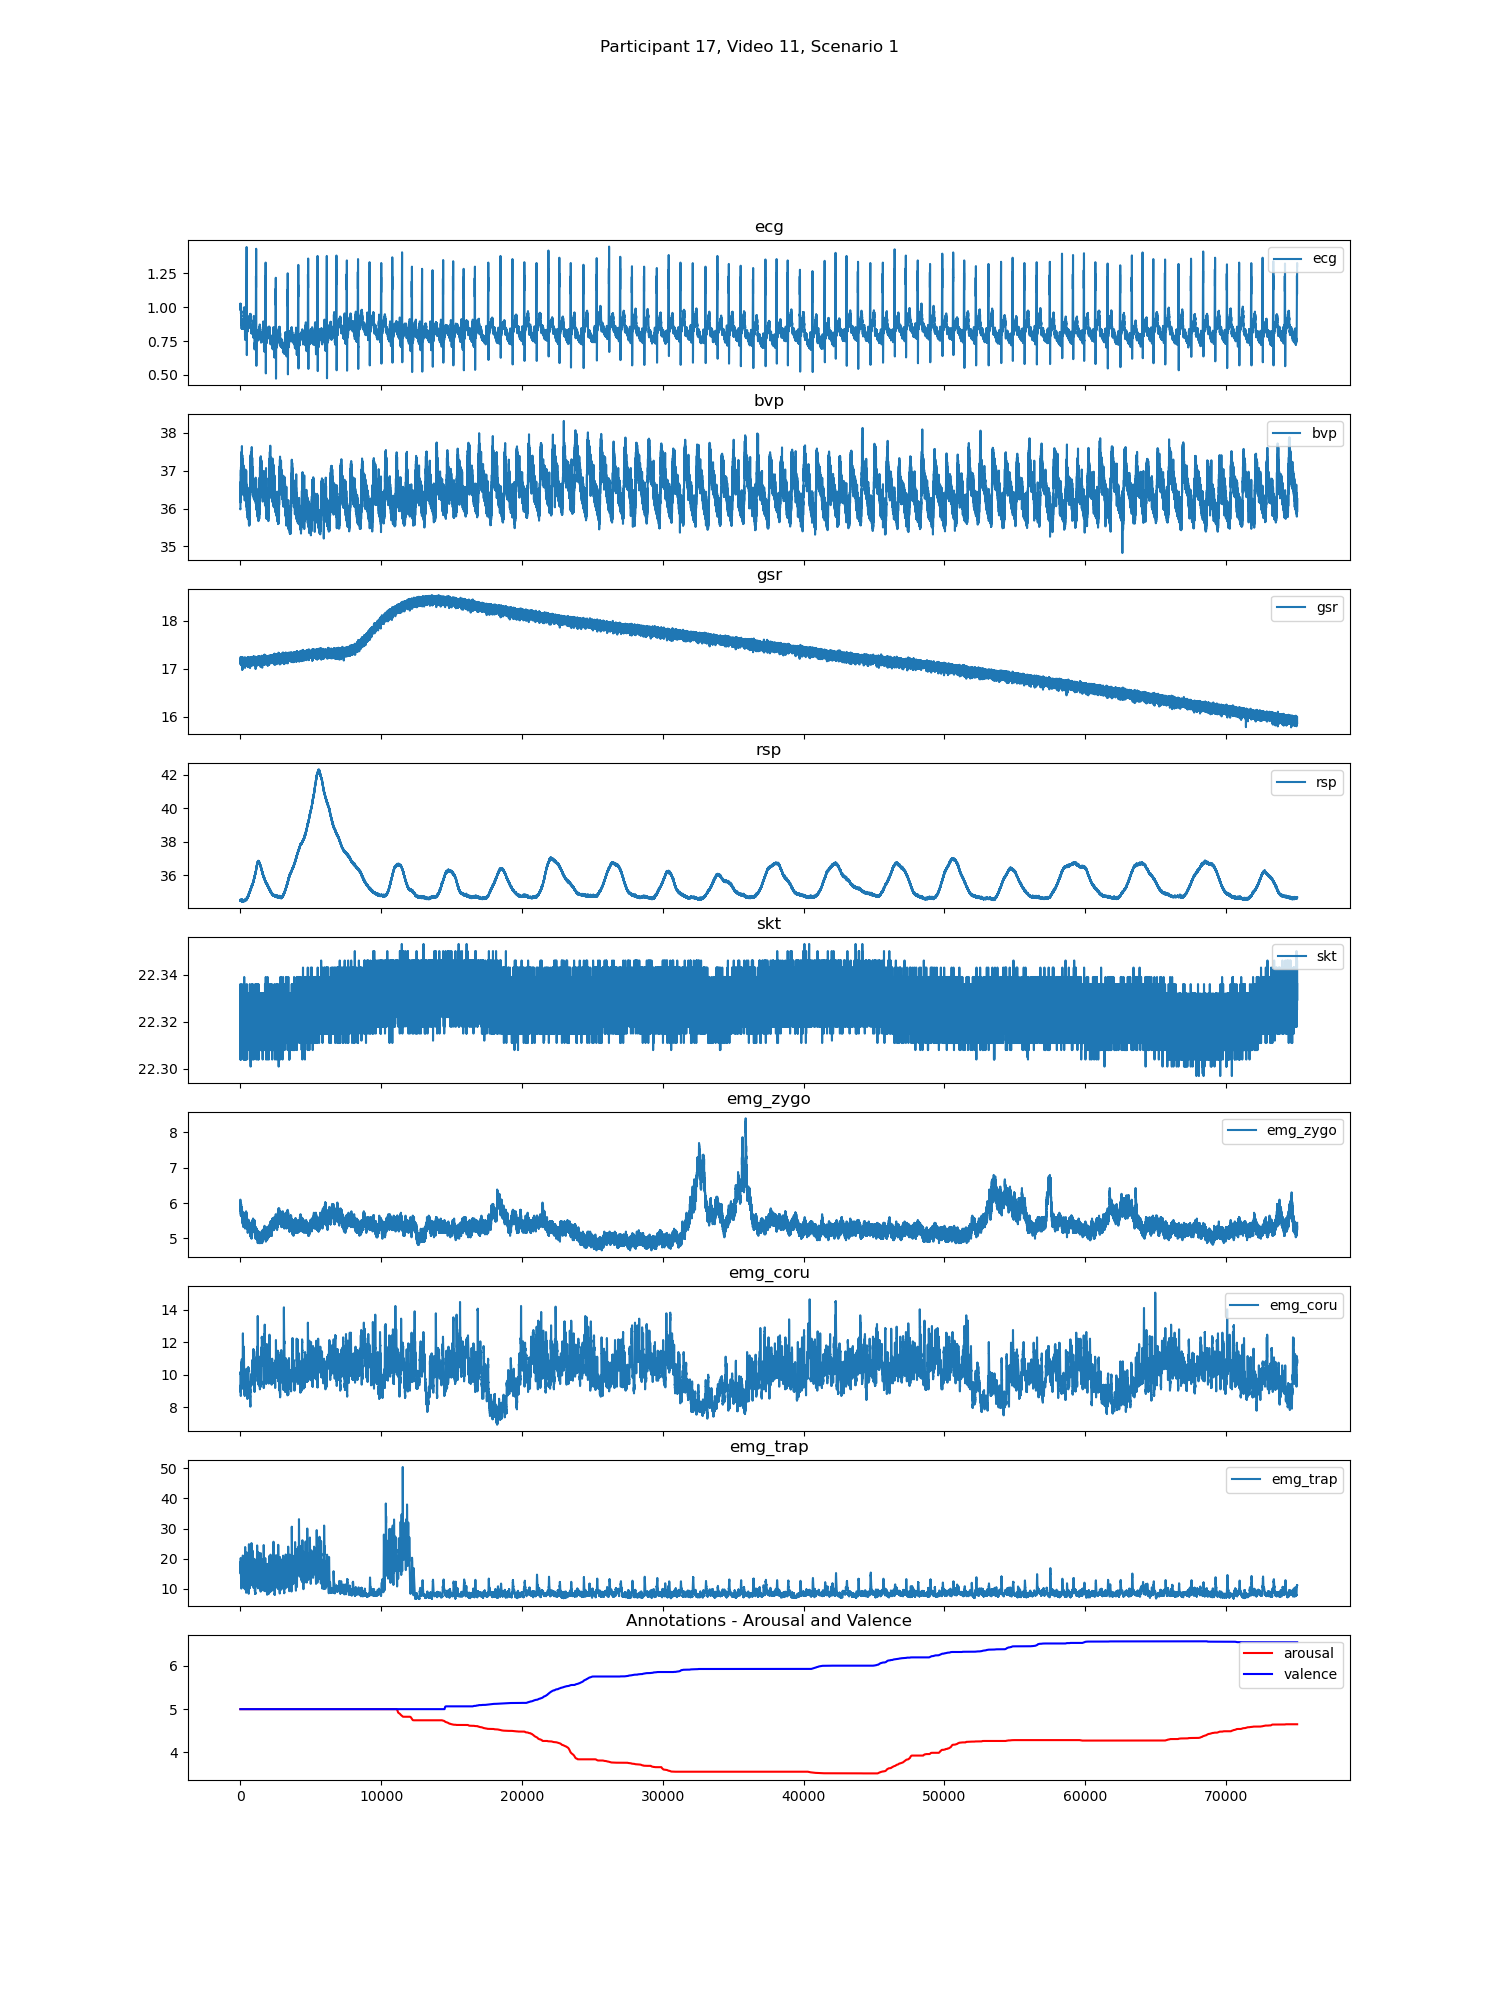 Participant 17, Video 11, Scenario 1
ecg
1.25
1.00
0.75
0.50
ecg
bvp
38
37
36
35
bvp
gsr
18
17
16
gsr
rsp
42
40
38
36
rsp
skt
22.34
22.32
22.30
skt
emg_zygo
8
7
6
5
emg_zygo
emg_coru
14
12
10
8
emg_coru
emg_trap
50
40
30
20
10
emg_trap
Annotations - Arousal and Valence
6
5
4
arousal
valence
0 10000 20000 30000 40000 50000 60000 70000